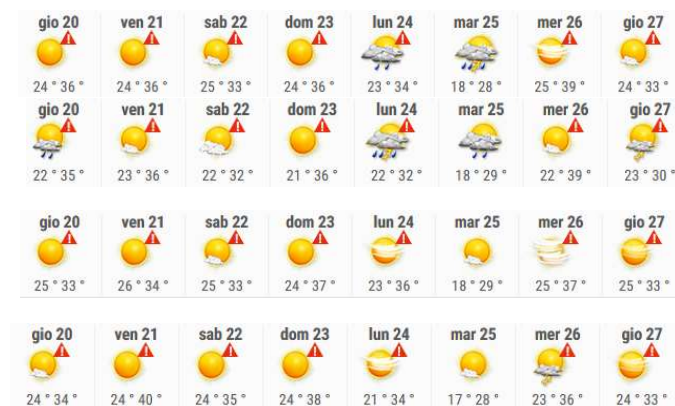 gio 20 ven 21 sab 22 dom 23 lun 24 mar 25 mer 26 gio 27
24 ° 36 ° 24 ° 36 ° 25 ° 33 ° 24 ° 36 ° 23 ° 34 ° 18 ° 28 ° 25 ° 39 ° 24 ° 33 °
gio 20 ven 21 sab 22 dom 23 lun 24 mar 25 mer 26 gio 27
22 ° 35 ° 23 ° 36 ° 22 ° 32 ° 21 ° 36 ° 22 ° 32 ° 18 ° 29 ° 22 ° 39 ° 23 ° 30 °
gio 20 ven 21 sab 22 dom 23 lun 24 mar 25 mer 26 gio 27
25 ° 33 ° 26 ° 34 ° 25 ° 33 ° 24 ° 37 ° 23 ° 36 ° 18 ° 29 ° 25 ° 37 ° 25 ° 33 °
gio 20 ven 21 sab 22 dom 23 lun 24 mar 25 mer 26 gio 27
24 ° 34 ° 24 ° 40 ° 24 ° 35 ° 24 ° 38 ° 21 ° 34 ° 17 ° 28 ° 23 ° 36 ° 24 ° 33 °